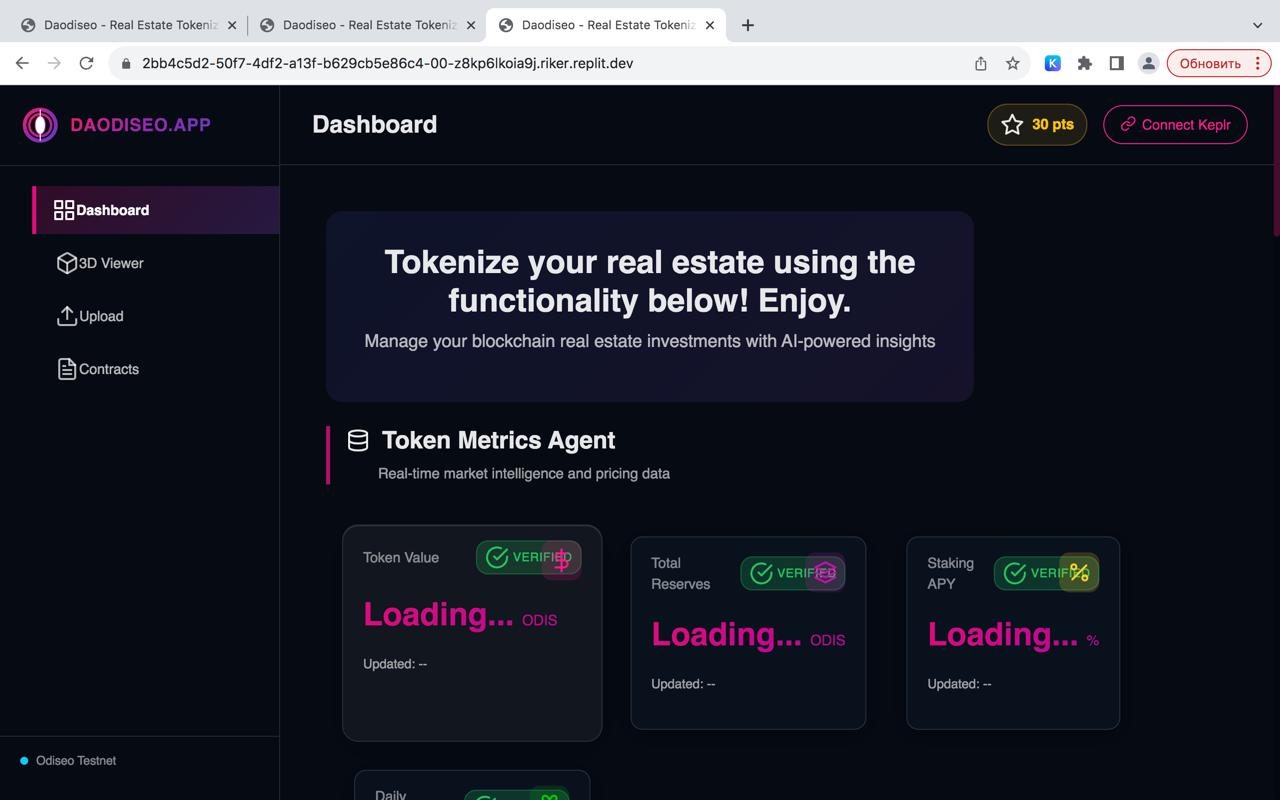 Daodiseo - Real Estate Tokeniz
Daodiseo - Real Estate Tokeniz
Daodiseo - Real Estate Tokeniz
2bb4c5d2-50f7-4df2-a13f-b629cb5e86c4-00-z8kp6lkoia9j.riker.replit.dev
K
Обновить
DAODISEO.APP
Dashboard
30 pts
Connect Keplr
Dashboard
3D Viewer
Upload
Contracts
Tokenize your real estate using the
functionality below! Enjoy.
Manage your blockchain real estate investments with AI-powered insights
Token Metrics Agent
Real-time market intelligence and pricing data
Token Value
VERIFIED
Loading... ODIS
Updated: --
Total
Reserves
VERIFIED
Loading... ODIS
Updated: --
Staking
APY
VERIFIED
Loading... %
Updated: --
Daily
Odiseo Testnet